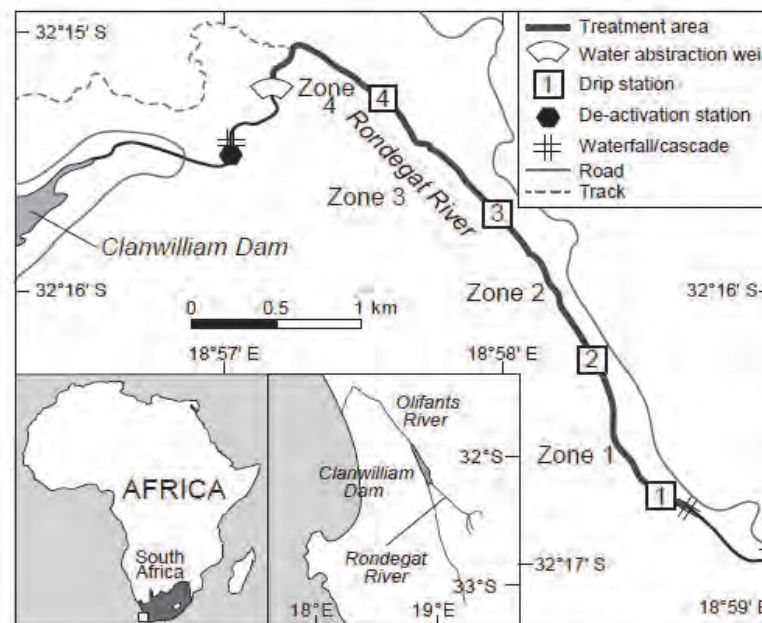 32°15' S
Treatment area
Water abstraction wei
1 Drip station
De-activation station
Waterfall/cascade
Road
Track
Zone
4
4
Rondegat River
Zone 3
3
Clanwilliam Dam
32°16' S
Zone 2
32°16' S
0 0.5 1 km
18°57' E
18°58' E
2
Zone 1
1
32°17' S
18°59' E
AFRICA
South
Africa
Olifants
River
32°S
Clanwilliam
Dam
Rondegat
River
33°S
18°E
19°E